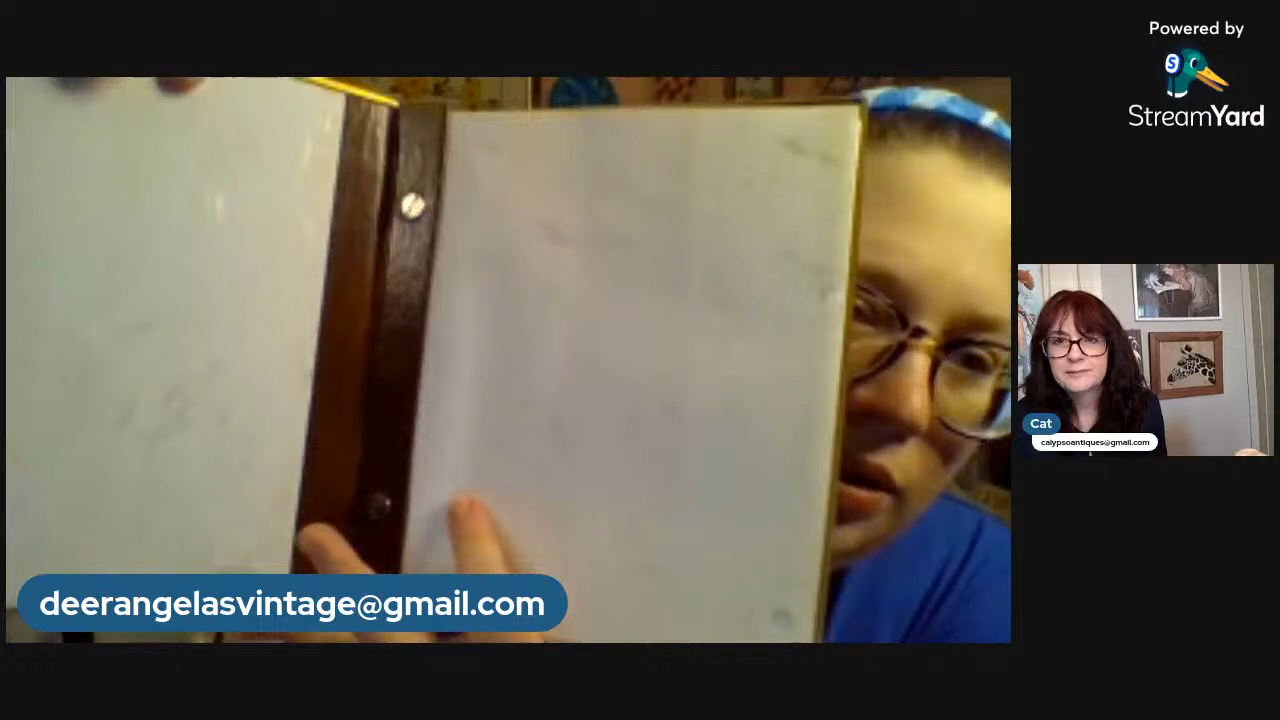 Powered by
S
StreamYard
Cat
calypsoantiques@gmail.com
deerangelasvintage@gmail.com